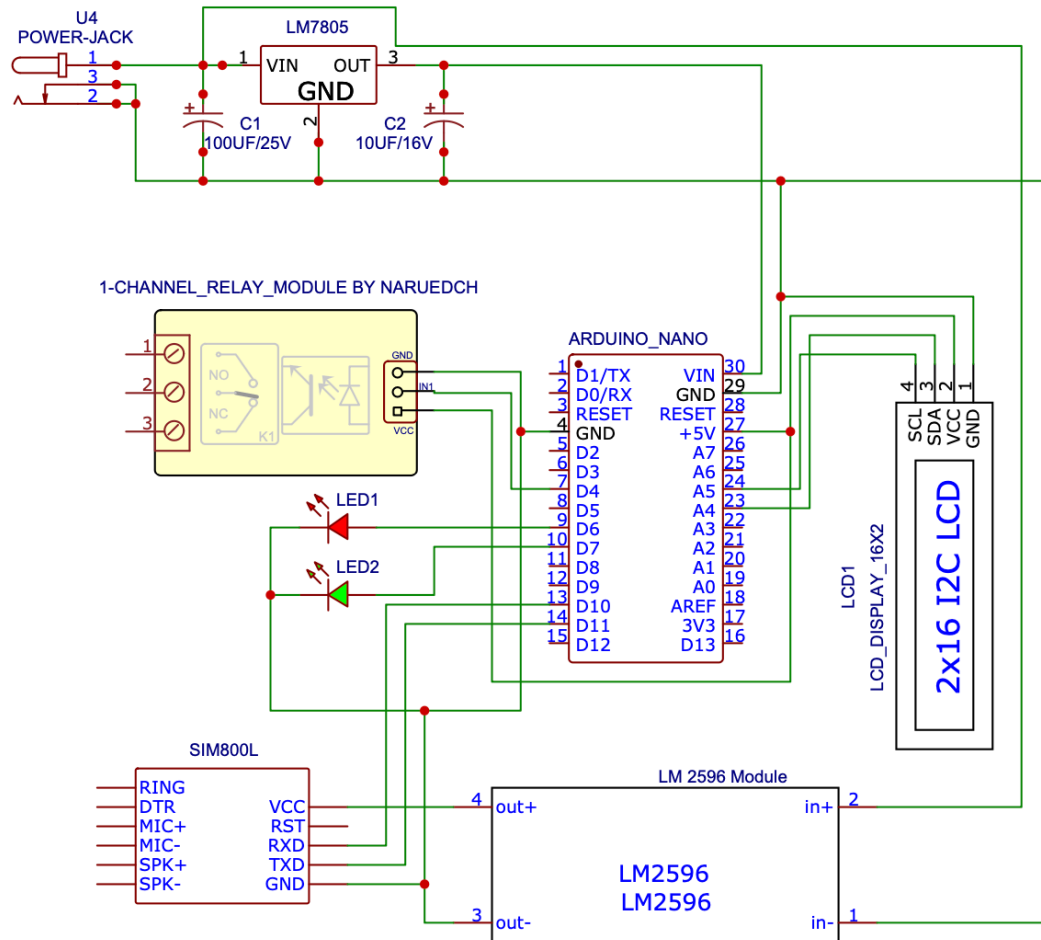 U4
POWER-JACK
1
3
2
LM7805
1
VIN
OUT
3
GND
2
+
C1
100UF/25V
+
C2
10UF/16V
1-CHANNEL_RELAY_MODULE BY NARUEDCH
1
2
3
NO
NC
K1
GND
IN1
VCC
ARDUINO_NANO
1 D1/TX
2 D0/RX
3 RESET
4 GND
5 D2
6 D3
7 D4
8 D5
9 D6
10 D7
11 D8
12 D9
13 D10
14 D11
15 D12
VIN 30
GND 29
RESET 28
+5V 27
A7 26
A6 25
A5 24
A4 23
A3 22
A2 21
A1 20
A0 19
AREF 18
3V3 17
D13 16
LED1
LED2
4 SCL
3 SDA
2 VCC
1 GND
2x16 I2C LCD
LCD1
LCD_DISPLAY_16X2
SIM800L
RING
DTR
MIC+
MIC-
SPK+
SPK-
VCC
RST
RXD
TXD
GND
LM 2596 Module
4 out+
in+ 2
LM2596
LM2596
3 out-
in- 1